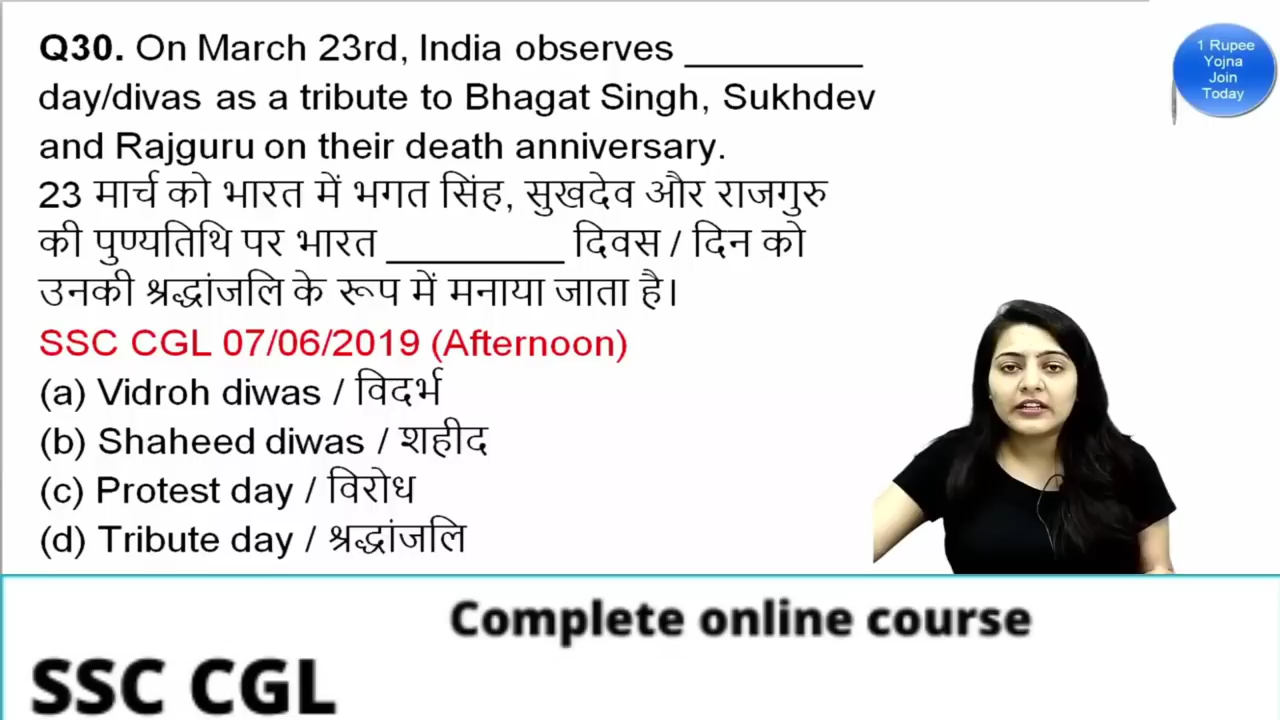 Q30. On March 23rd, India observes _________
day/divas as a tribute to Bhagat Singh, Sukhdev
and Rajguru on their death anniversary.
23 मार्च को भारत में भगत सिंह, सुखदेव और राजगुरु
की पुण्यतिथि पर भारत _________ दिवस / दिन को
उनकी श्रद्धांजलि के रूप में मनाया जाता है।
SSC CGL 07/06/2019 (Afternoon)
(a) Vidroh diwas / विदर्भ
(b) Shaheed diwas / शहीद
(c) Protest day / विरोध
(d) Tribute day / श्रद्धांजलि
1 Rupee
Yojna
Join
Today
Complete online course
SSC CGL